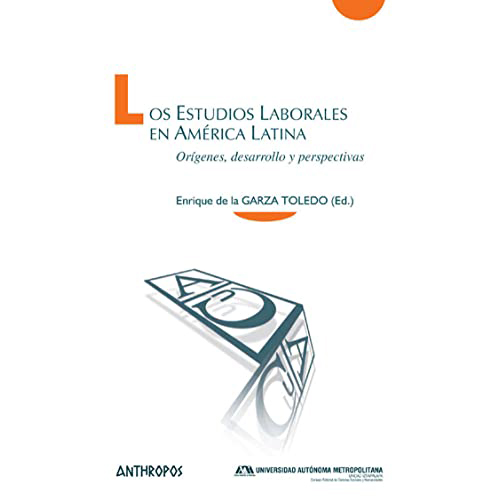 LOS ESTUDIOS LABORALES
EN AMÉRICA LATINA
Orígenes, desarrollo y perspectivas
Enrique de la GARZA TOLEDO (Ed.)
ANTHROPOS
UNIVERSIDAD AUTÓNOMA METROPOLITANA